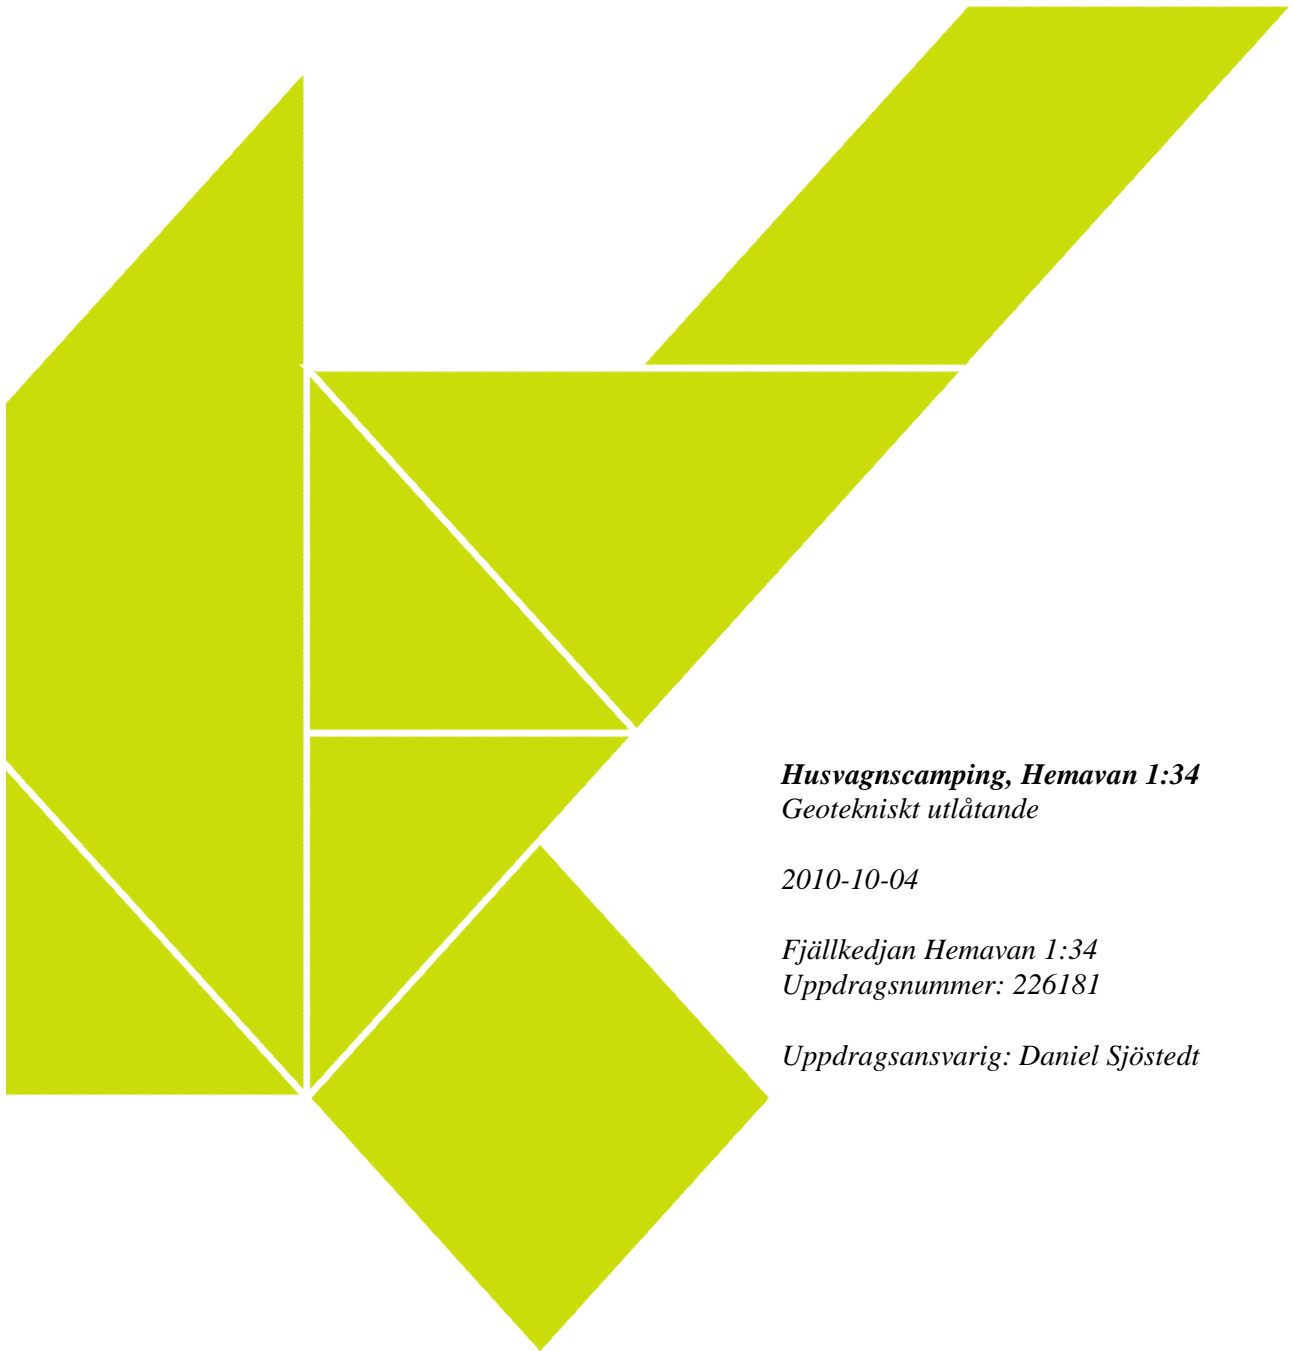 Husvagnscamping, Hemavan 1:34
Geotekniskt utlåtande
2010-10-04
Fjällkedjan Hemavan 1:34
Uppdragsnummer: 226181
Uppdragsansvarig: Daniel Sjöstedt